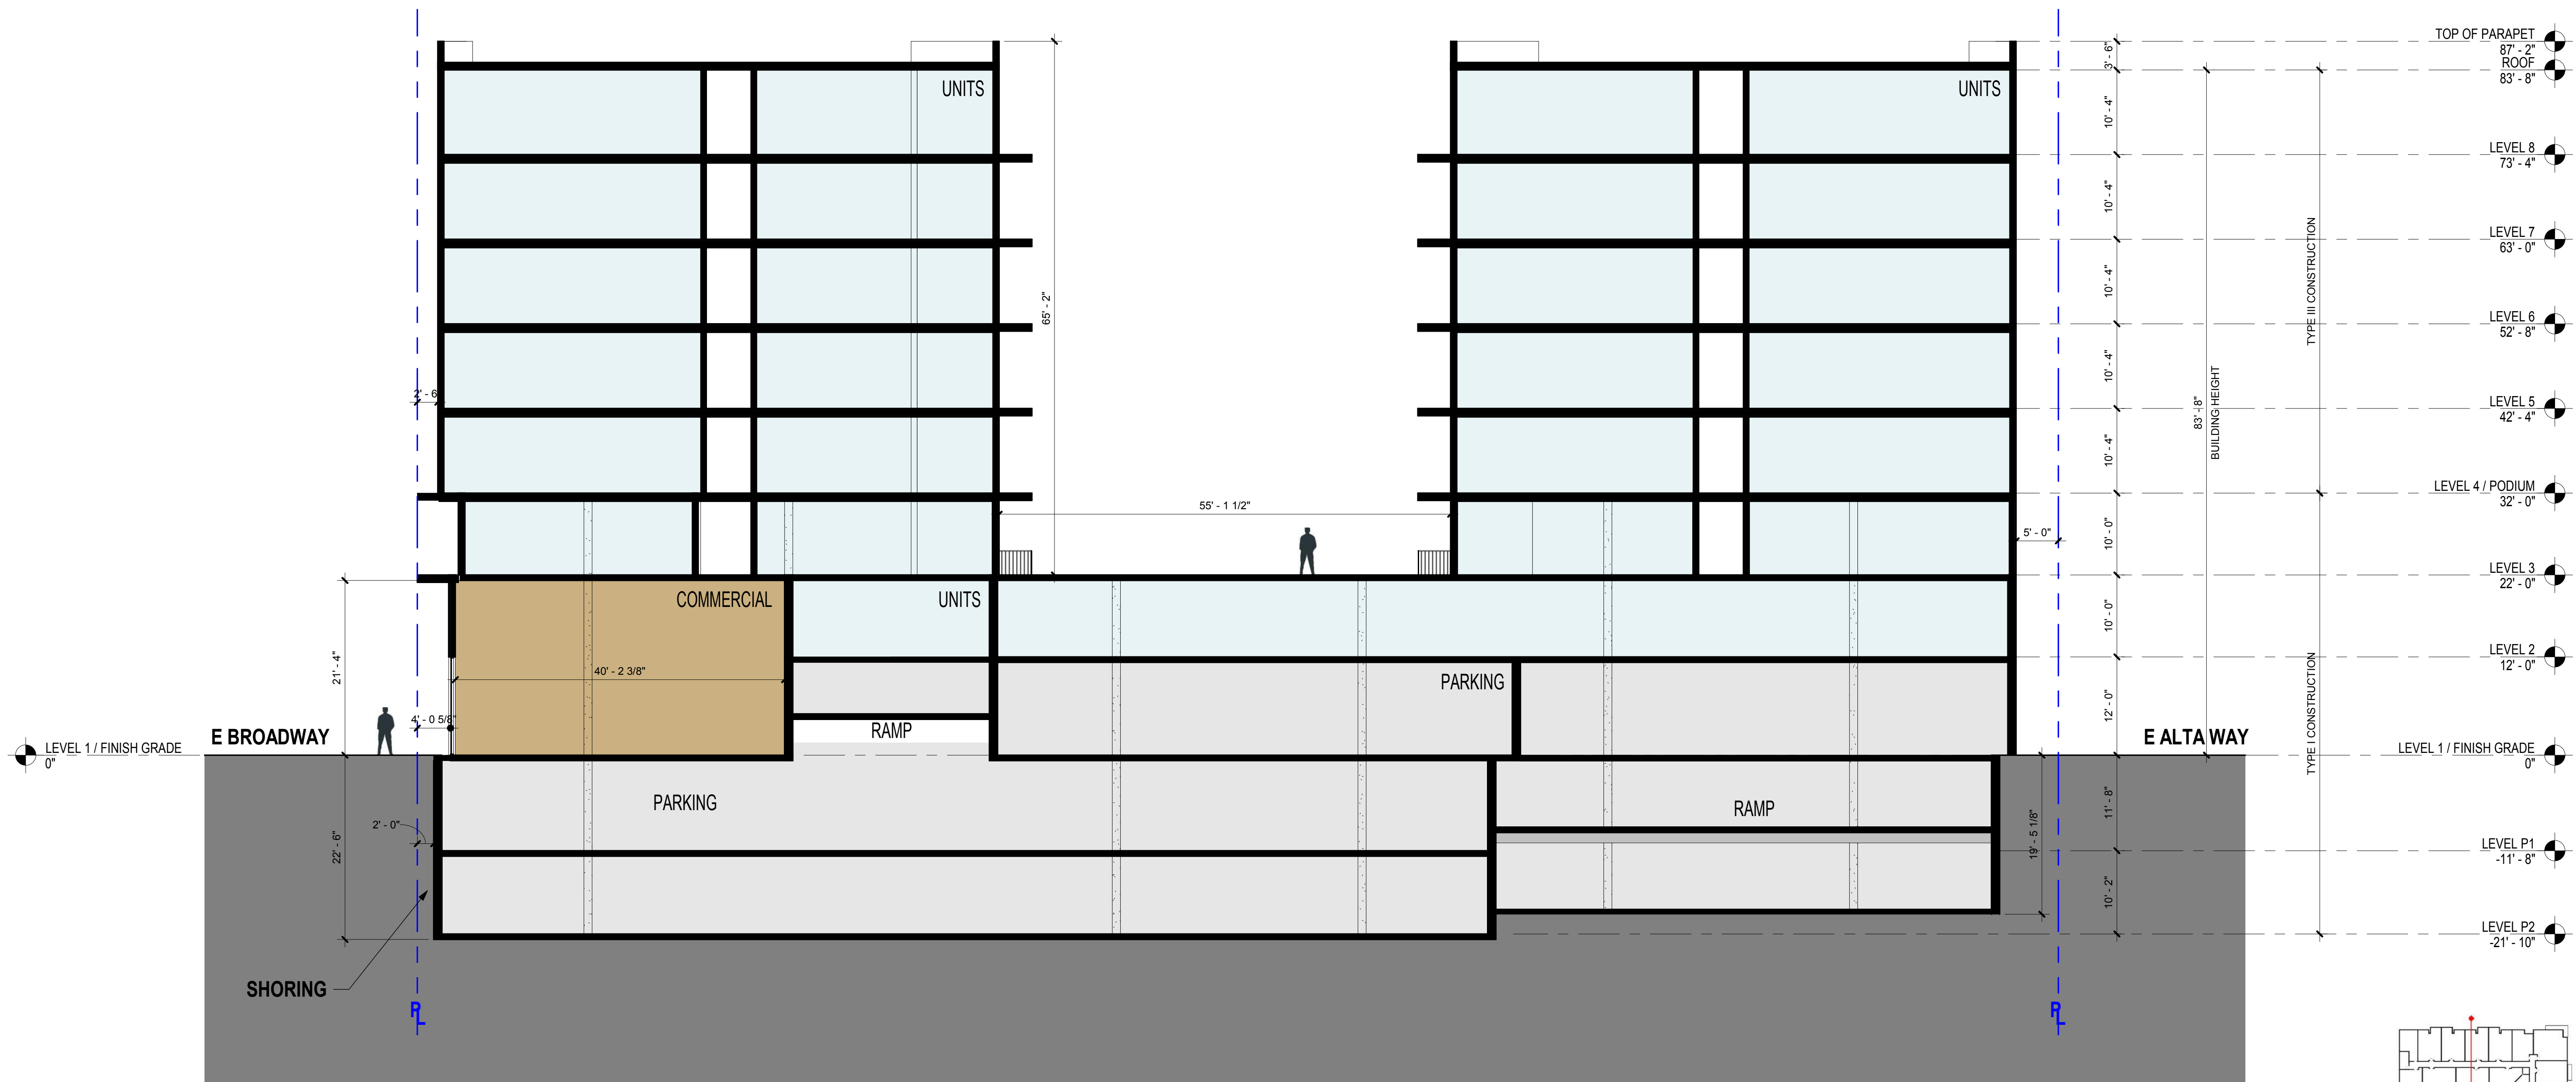 TOP OF PARAPET
87' - 2"
ROOF
83' - 8"
3' - 6"
UNITS
UNITS
10' - 4"
LEVEL 8
73' - 4"
10' - 4"
LEVEL 7
63' - 0"
10' - 4"
TYPE III CONSTRUCTION
65' - 2"
LEVEL 6
52' - 8"
10' - 4"
2' - 6
83' - 8"
BUILDING HEIGHT
LEVEL 5
42' - 4"
10' - 4"
LEVEL 4 / PODIUM
32' - 0"
55' - 1 1/2"
5' - 0"
10' - 0"
LEVEL 3
22' - 0"
COMMERCIAL
UNITS
10' - 0"
21' - 4"
40' - 2 3/8"
LEVEL 2
12' - 0"
PARKING
TYPE I CONSTRUCTION
4' - 0 5/8"
12' - 0"
E BROADWAY
RAMP
E ALTA WAY
LEVEL 1 / FINISH GRADE
0"
LEVEL 1 / FINISH GRADE
0"
PARKING
RAMP
11' - 8"
2' - 0"
22' - 6"
19' - 5 1/8"
LEVEL P1
-11' - 8"
10' - 2"
LEVEL P2
-21' - 10"
SHORING
PL
PL